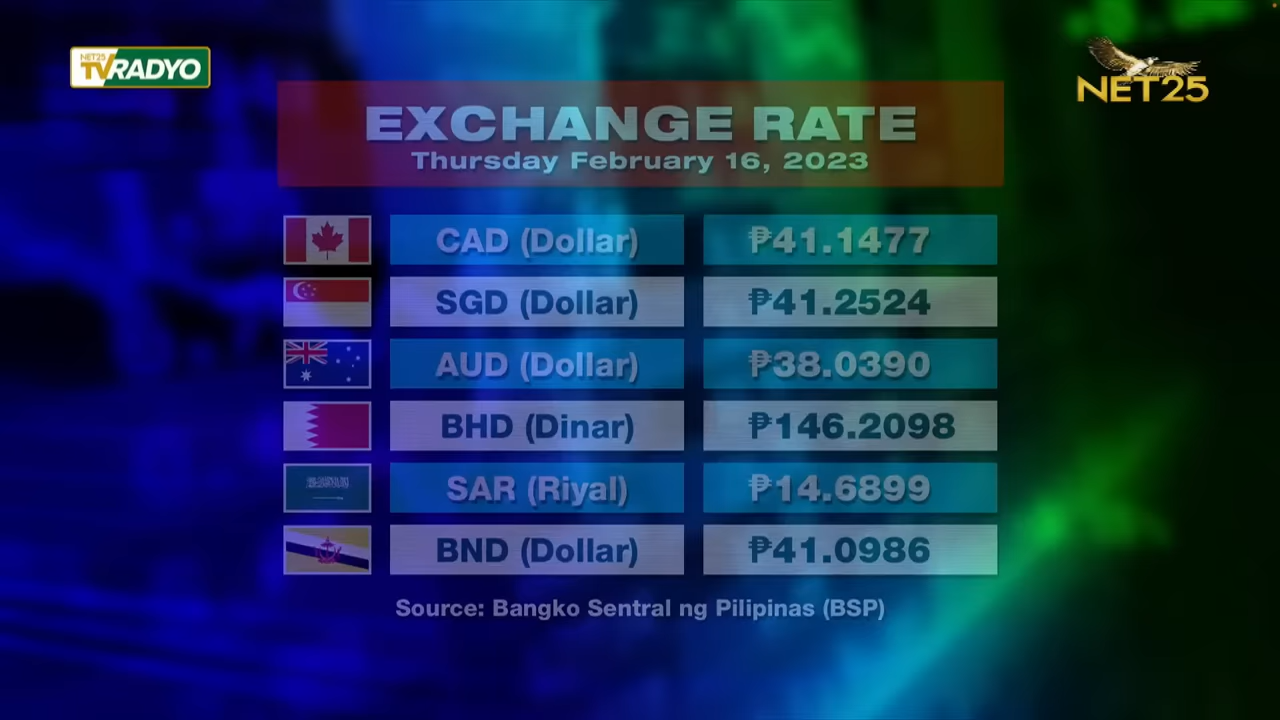 NET25
TVRADYO
NET25
EXCHANGE RATE
Thursday February 16, 2023
CAD (Dollar) ₱41.1477
SGD (Dollar) ₱41.2524
AUD (Dollar) ₱38.0390
BHD (Dinar) ₱146.2098
SAR (Riyal) ₱14.6899
BND (Dollar) ₱41.0986
Source: Bangko Sentral ng Pilipinas (BSP)